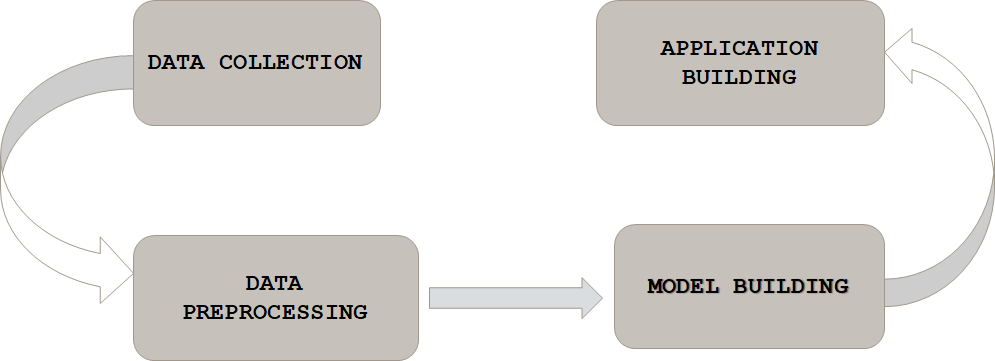 DATA COLLECTION
APPLICATION
BUILDING
DATA
PREPROCESSING
MODEL BUILDING